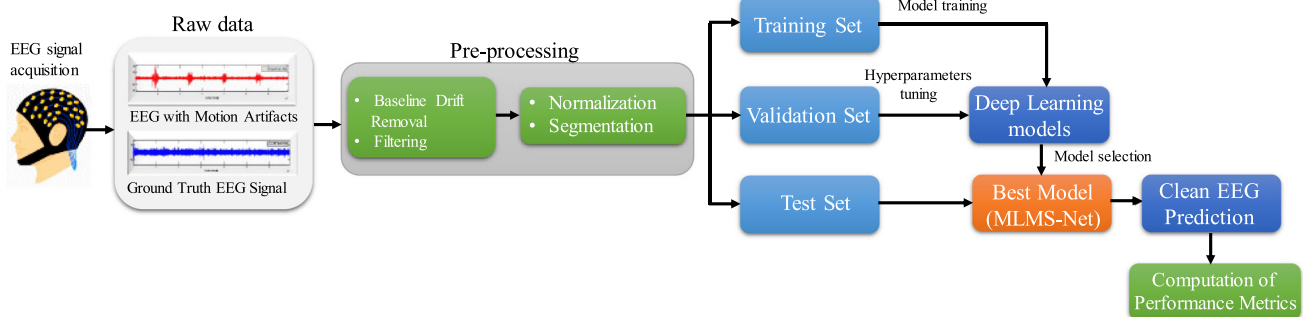 Raw data
EEG signal
acquisition
EEG with Motion Artifacts
Ground Truth EEG Signal
Pre-processing
• Baseline Drift
Removal
• Filtering
• Normalization
• Segmentation
Training Set
Validation Set
Test Set
Model training
Hyperparameters
tuning
Deep Learning
models
Model selection
Best Model
(MLMS-Net)
Clean EEG
Prediction
Computation of
Performance Metrics